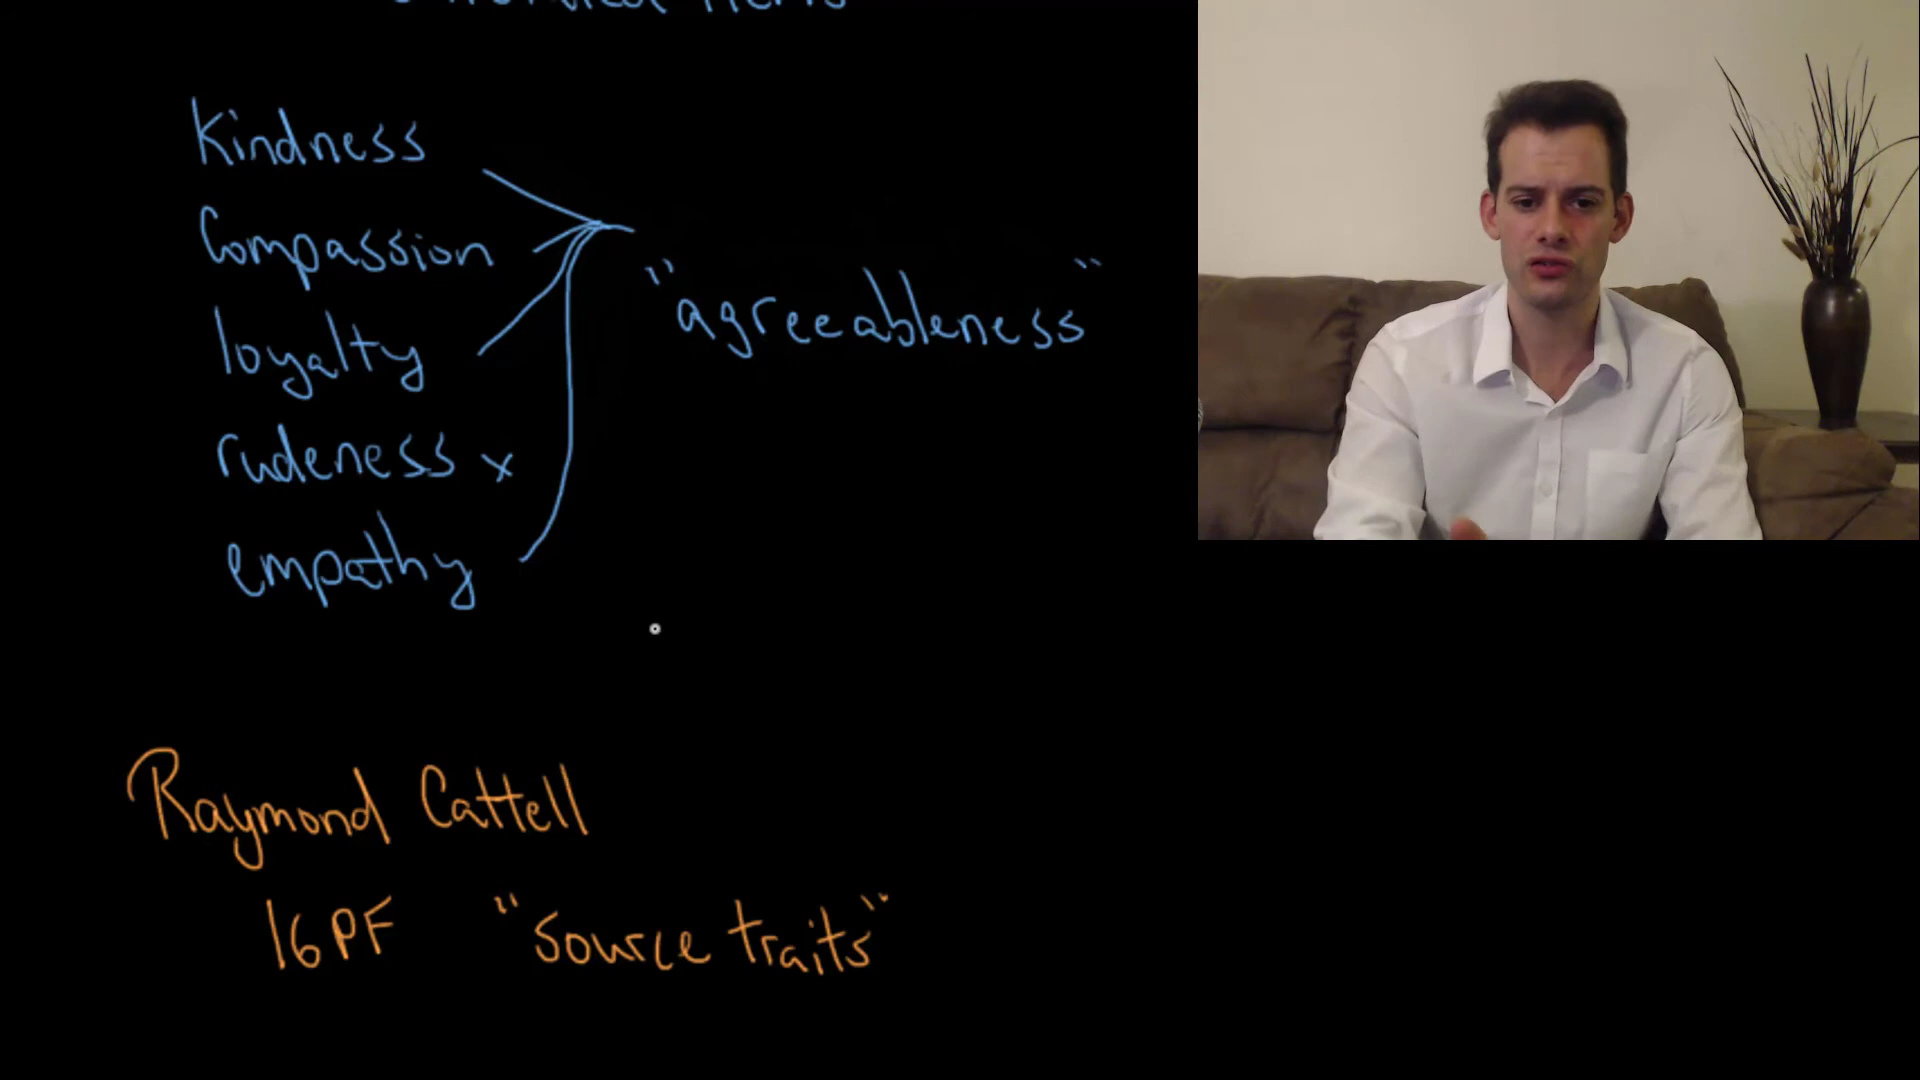 Kindness
Compassion
"agreeableness"
loyalty
rudeness x
empathy
Raymond Cattell
16PF "source traits"